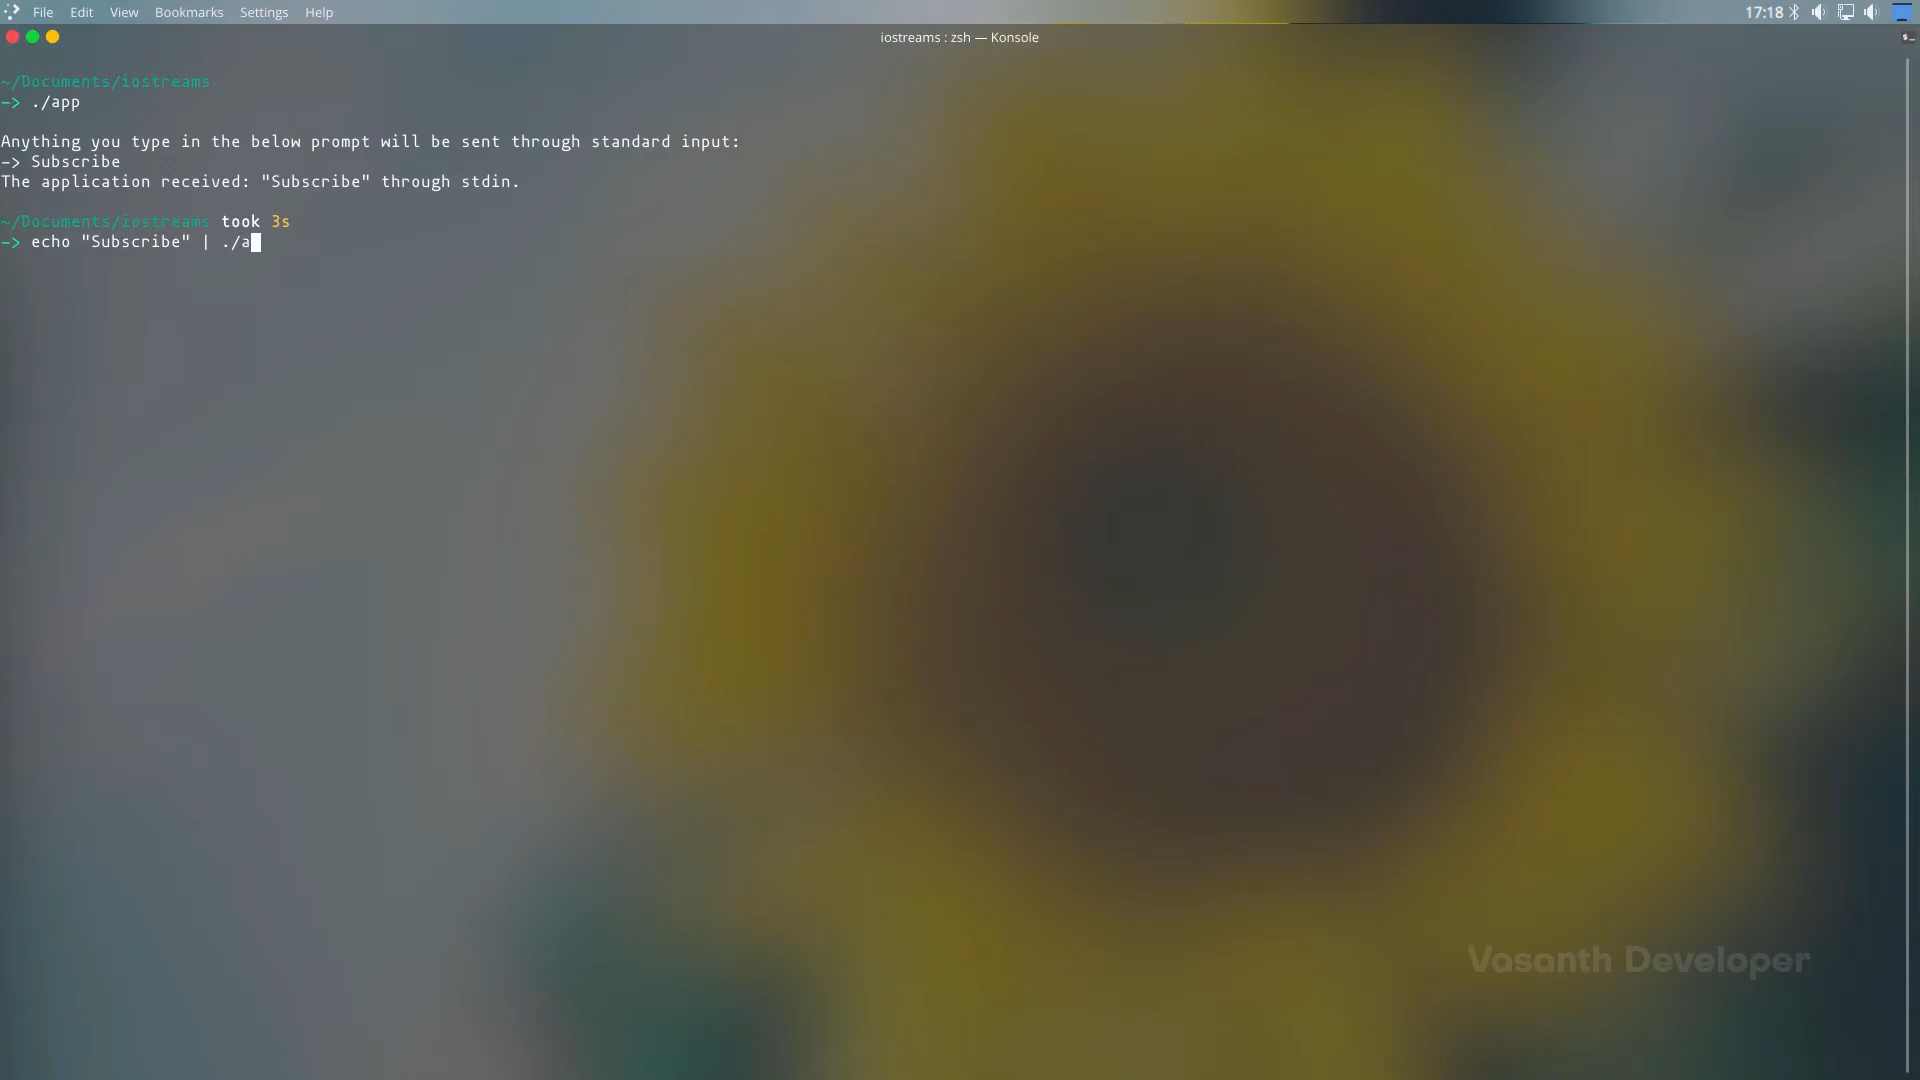 File Edit View Bookmarks Settings Help 17:18
iostreams : zsh — Konsole
~/Documents/iostreams
-> ./app
Anything you type in the below prompt will be sent through standard input:
-> Subscribe
The application received: "Subscribe" through stdin.
~/Documents/iostreams took 3s
-> echo "Subscribe" | ./a
Vasanth Developer